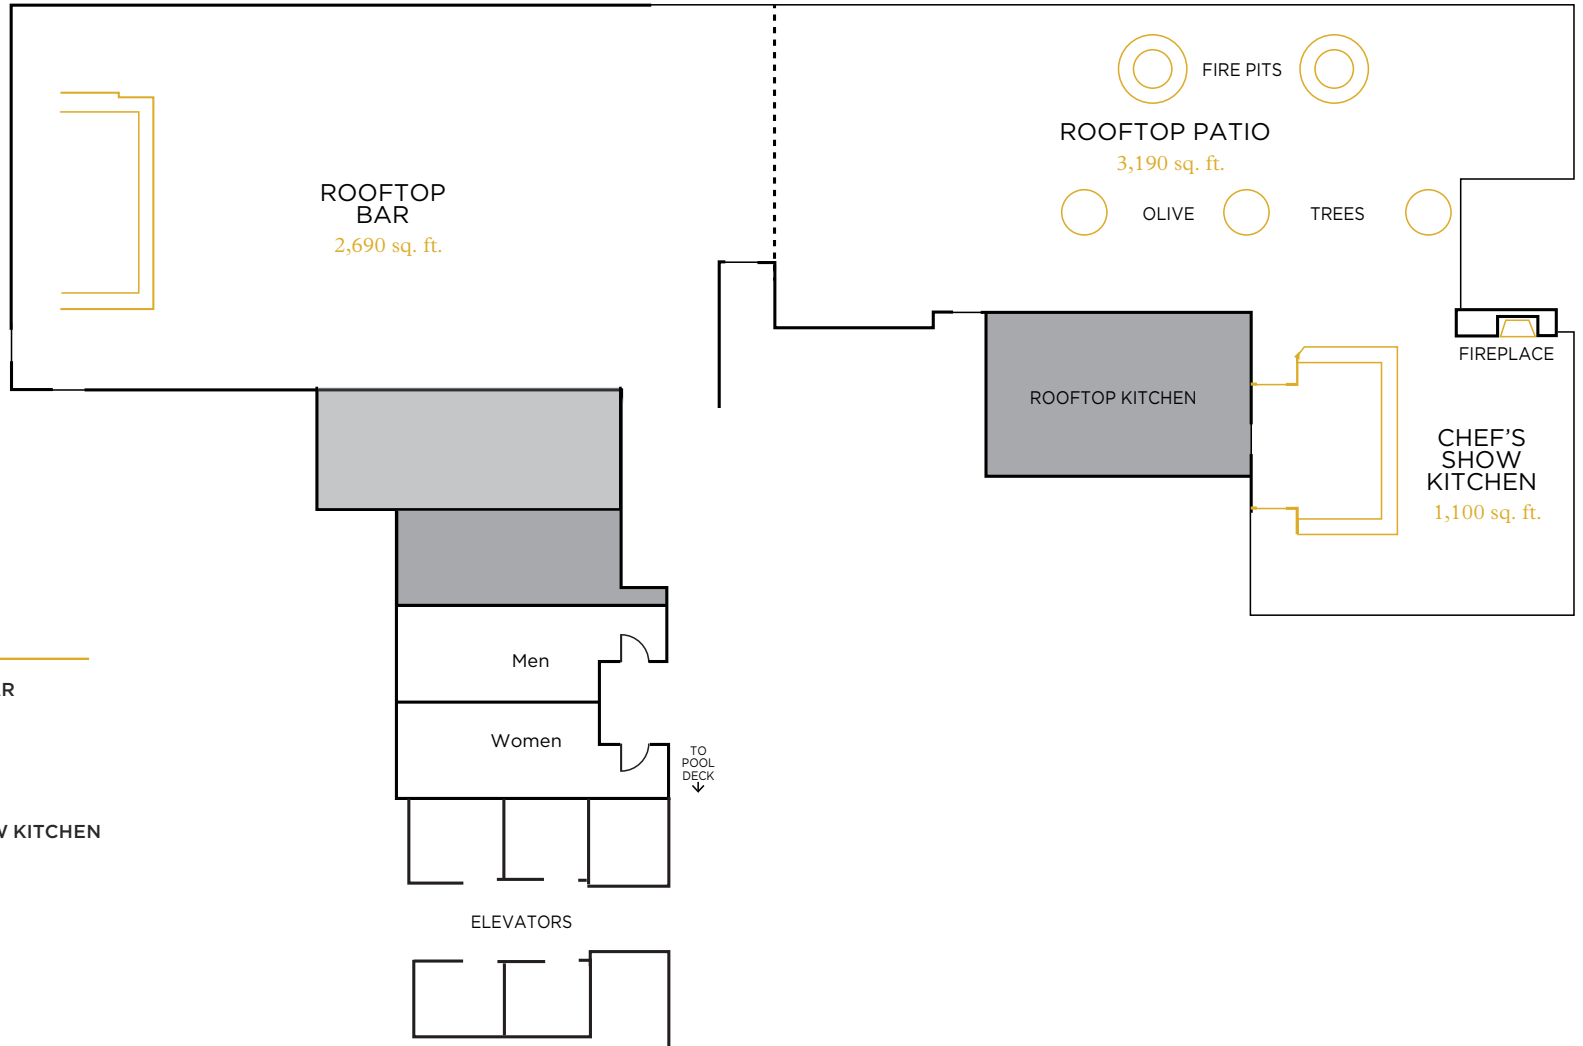 FIRE PITS
ROOFTOP PATIO
3,190 sq. ft.
ROOFTOP
BAR
2,690 sq. ft.
OLIVE
TREES
FIREPLACE
ROOFTOP KITCHEN
CHEF'S
SHOW
KITCHEN
1,100 sq. ft.
Men
R
Women
TO
POOL
DECK
KITCHEN
ELEVATORS